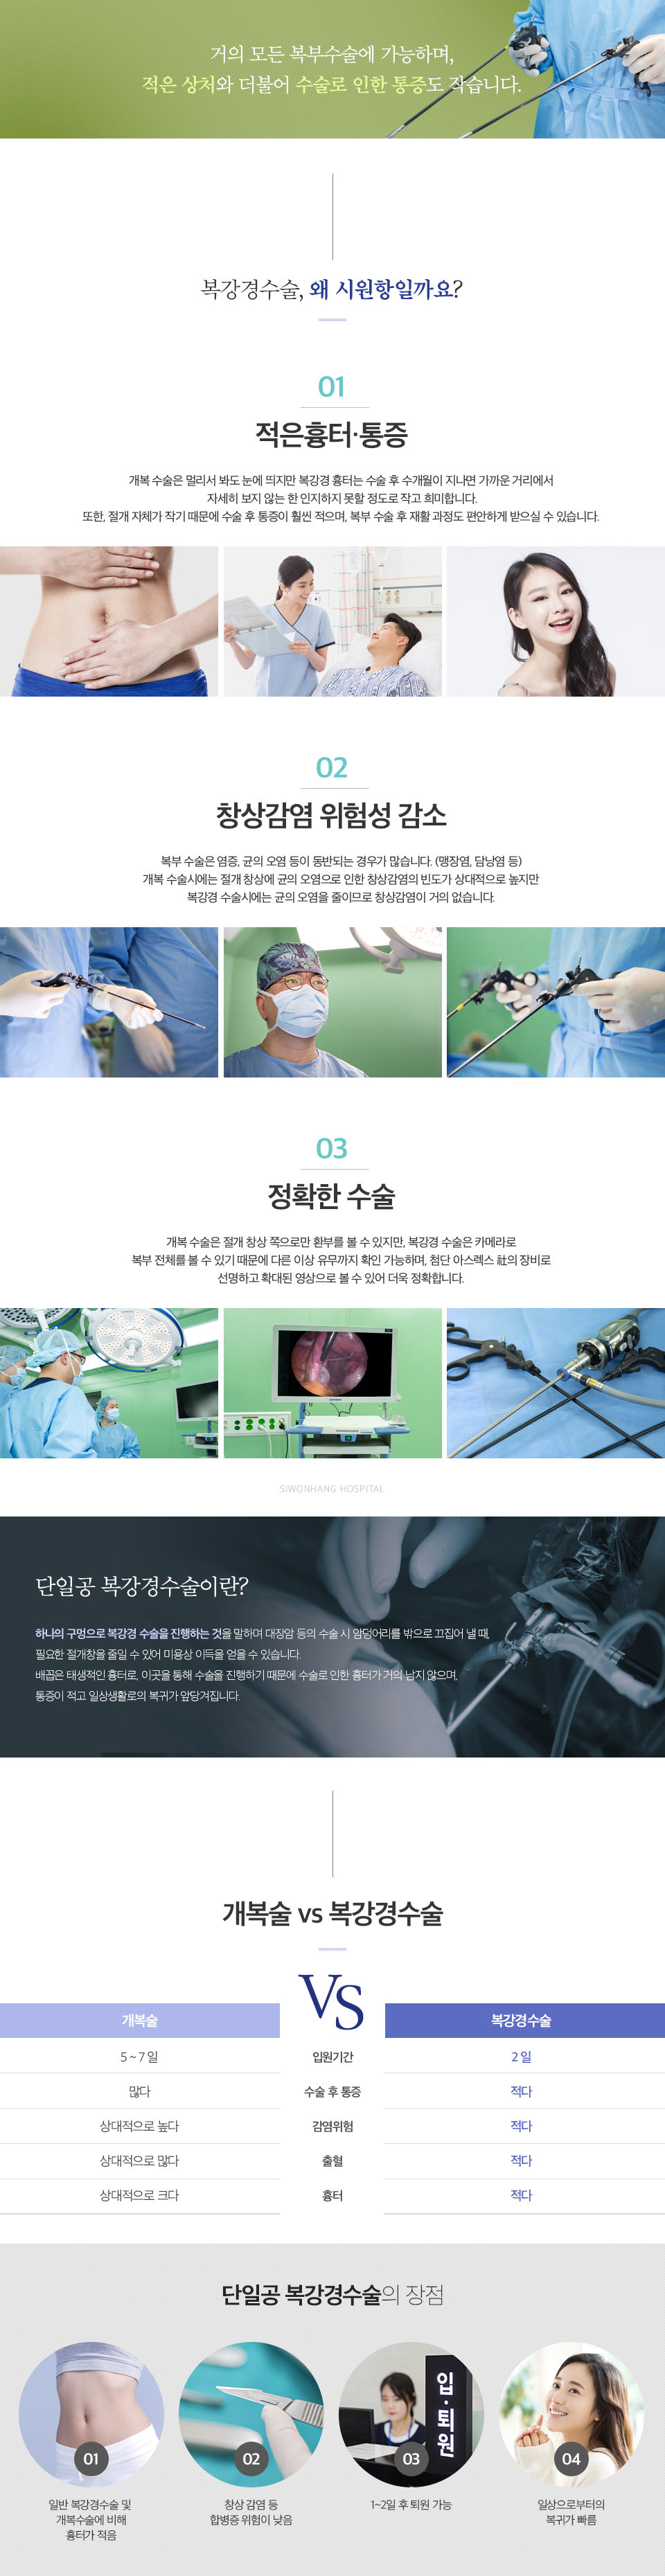 거의 모든 복부수술에 가능하며,
적은 상처와 더불어 수술로 인한 통증도 작습니다.
복강경수술, 왜 시원항일까요?
01
적은흉터·통증
개복 수술은 멀리서 봐도 눈에 띄지만 복강경 흉터는 수술 후 수개월이 지나면 가까운 거리에서
자세히 보지 않는 한 인지하지 못할 정도로 작고 희미합니다.
또한, 절개 자체가 작기 때문에 수술 후 통증이 훨씬 적으며, 복부 수술 후 재활 과정도 편안하게 받으실 수 있습니다.
02
창상감염 위험성 감소
복부 수술은 염증, 균의 오염 등이 동반되는 경우가 많습니다. (맹장염, 담낭염 등)
개복 수술시에는 절개 창상에 균의 오염으로 인한 창상감염의 빈도가 상대적으로 높지만
복강경 수술시에는 균의 오염을 줄이므로 창상감염이 거의 없습니다.
03
정확한 수술
개복 수술은 절개 창상 쪽으로만 환부를 볼 수 있지만, 복강경 수술은 카메라로
복부 전체를 볼 수 있기 때문에 다른 이상 유무까지 확인 가능하며, 첨단 아스렉스 社의 장비로
선명하고 확대된 영상으로 볼 수 있어 더욱 정확합니다.
SIWONHANG HOSPITAL
단일공 복강경수술이란?
하나의 구멍으로 복강경 수술을 진행하는 것을 말하며 대장암 등의 수술 시 암덩어리를 밖으로 끄집어 낼 때,
필요한 절개창을 줄일 수 있어 미용상 이득을 얻을 수 있습니다.
배꼽은 태생적인 흉터로, 이곳을 통해 수술을 진행하기 때문에 수술로 인한 흉터가 거의 남지 않으며,
통증이 적고 일상생활로의 복귀가 앞당겨집니다.
개복술 vs 복강경수술
VS
개복술 복강경수술
5 ~ 7 일 입원기간 2 일
많다 수술 후 통증 적다
상대적으로 높다 감염위험 적다
상대적으로 많다 출혈 적다
상대적으로 크다 흉터 적다
단일공 복강경수술의 장점
입·퇴원
01
02
03
04
일반 복강경수술 및
개복수술에 비해
흉터가 적음
창상 감염 등
합병증 위험이 낮음
1~2일 후 퇴원 가능
일상으로부터의
복귀가 빠름